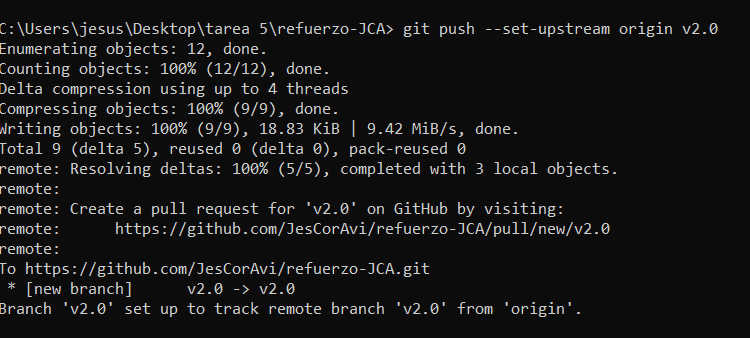 C:\Users\jesus\Desktop\tarea 5\refuerzo-JCA> git push --set-upstream origin v2.0
Enumerating objects: 12, done.
Counting objects: 100% (12/12), done.
Delta compression using up to 4 threads
Compressing objects: 100% (9/9), done.
Writing objects: 100% (9/9), 18.83 KiB | 9.42 MiB/s, done.
Total 9 (delta 5), reused 0 (delta 0), pack-reused 0
remote: Resolving deltas: 100% (5/5), completed with 3 local objects.
remote:
remote: Create a pull request for 'v2.0' on GitHub by visiting:
remote:      https://github.com/JesCorAvi/refuerzo-JCA/pull/new/v2.0
remote:
To https://github.com/JesCorAvi/refuerzo-JCA.git
 * [new branch]      v2.0 -> v2.0
Branch 'v2.0' set up to track remote branch 'v2.0' from 'origin'.